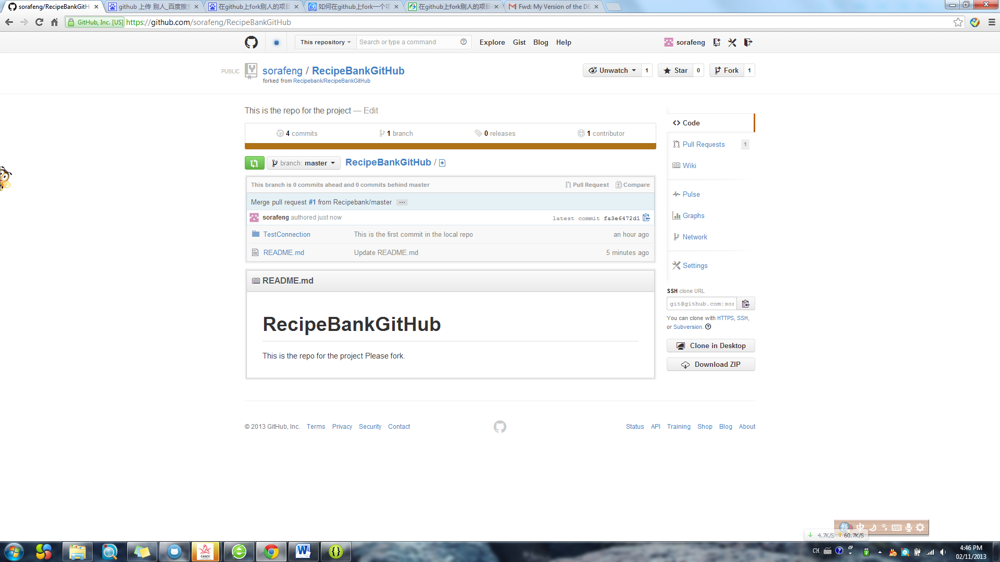 sorafeng/RecipeBankGitH
github 上传 别人_百度搜
在github上fork别人的项目
如何在github上fork一个项
在github上fork别人的项目
Fwd: My Version of the DE
GitHub, Inc. [US] https://github.com/sorafeng/RecipeBankGitHub
This repository Search or type a command Explore Gist Blog Help sorafeng
PUBLIC sorafeng / RecipeBankGitHub Unwatch 1 Star 0 Fork 1
forked from Recipebank/RecipeBankGitHub
This is the repo for the project — Edit
4 commits 1 branch 0 releases 1 contributor
branch: master RecipeBankGitHub /
This branch is 0 commits ahead and 0 commits behind master Pull Request Compare
Merge pull request #1 from Recipebank/master ...
sorafeng authored just now latest commit fa3e6472d1
TestConnection This is the first commit in the local repo an hour ago
README.md Update README.md 5 minutes ago
README.md
RecipeBankGitHub
This is the repo for the project Please fork.
Code
Pull Requests 1
Wiki
Pulse
Graphs
Network
Settings
SSH clone URL
git@github.com:sor
You can clone with HTTPS, SSH,
or Subversion.
Clone in Desktop
Download ZIP
© 2013 GitHub, Inc. Terms Privacy Security Contact Status API Training Shop Blog About
中
4.7K/S 60.7K/S
CASCC
CH
4:46 PM
02/11/2013